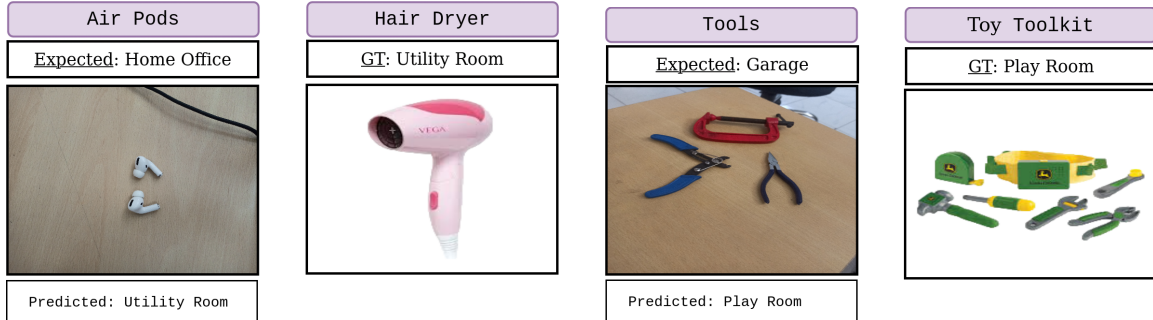 Air Pods
Expected: Home Office
Predicted: Utility Room
Hair Dryer
GT: Utility Room
VEGA
Tools
Expected: Garage
Predicted: Play Room
Toy Toolkit
GT: Play Room